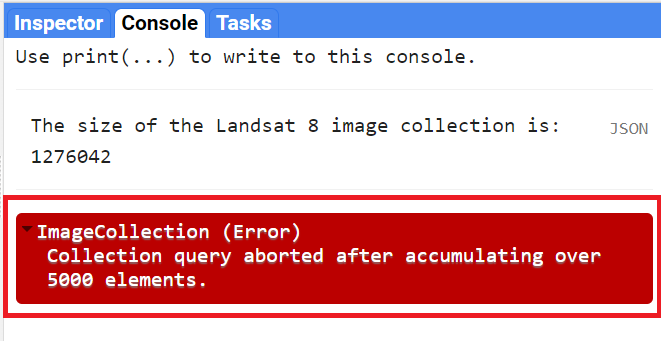 Inspector Console Tasks
Use print(...) to write to this console.
The size of the Landsat 8 image collection is: JSON
1276042
ImageCollection (Error)
Collection query aborted after accumulating over
5000 elements.